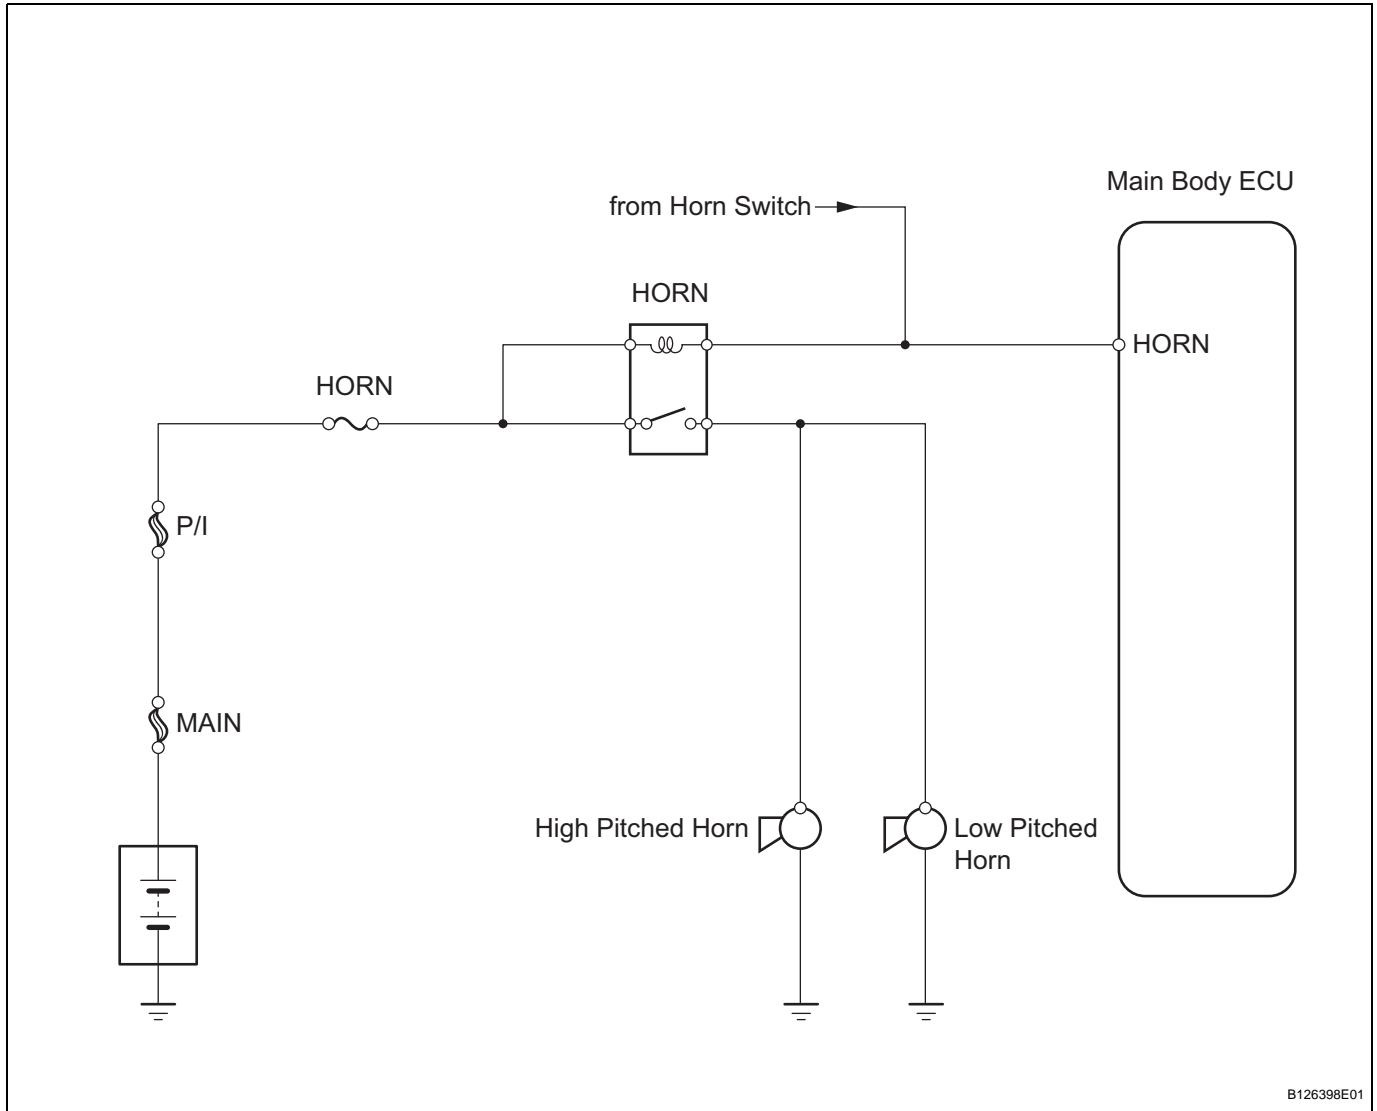 Main Body ECU
from Horn Switch
HORN
HORN
HORN
P/I
MAIN
High Pitched Horn
Low Pitched
Horn
B126398E01